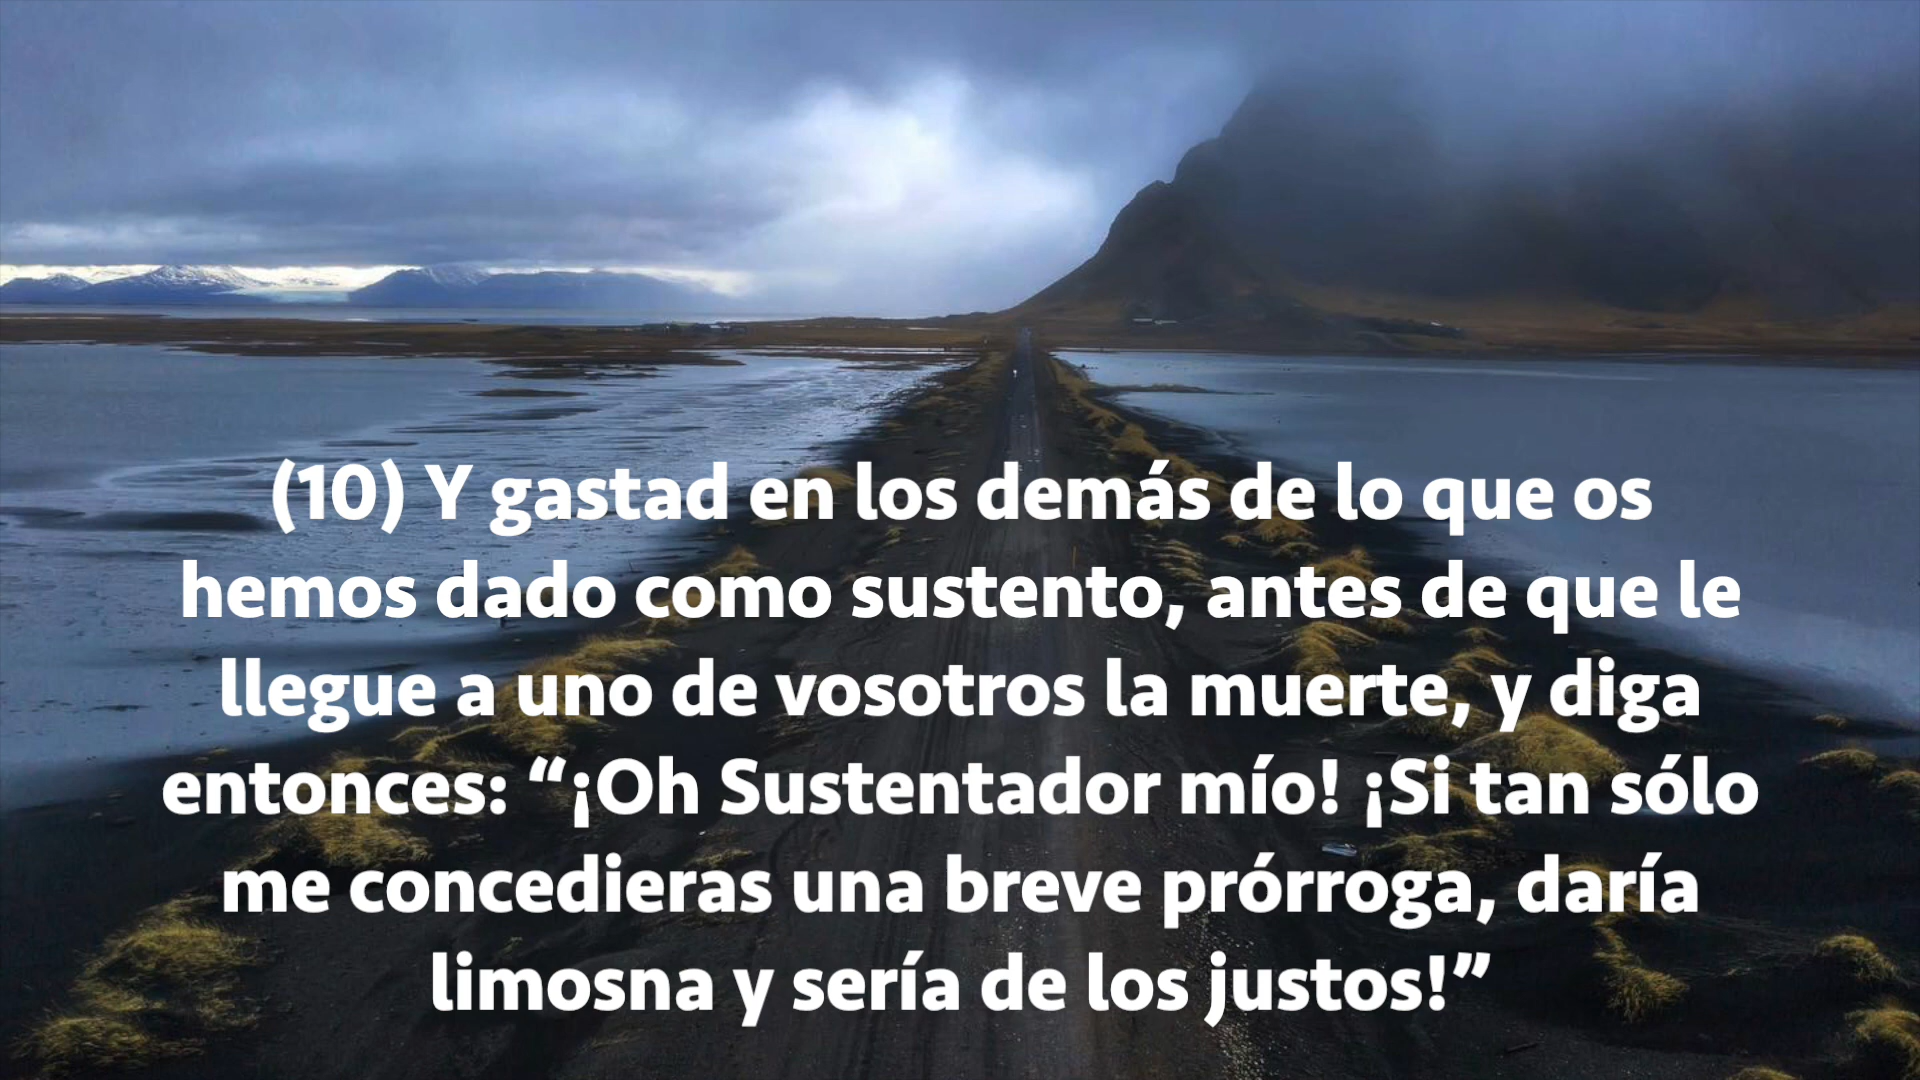 (10) Y gastad en los demás de lo que os
hemos dado como sustento, antes de que le
llegue a uno de vosotros la muerte, y diga
entonces: “¡Oh Sustentador mío! ¡Si tan sólo
me concedieras una breve prórroga, daría
limosna y sería de los justos!”